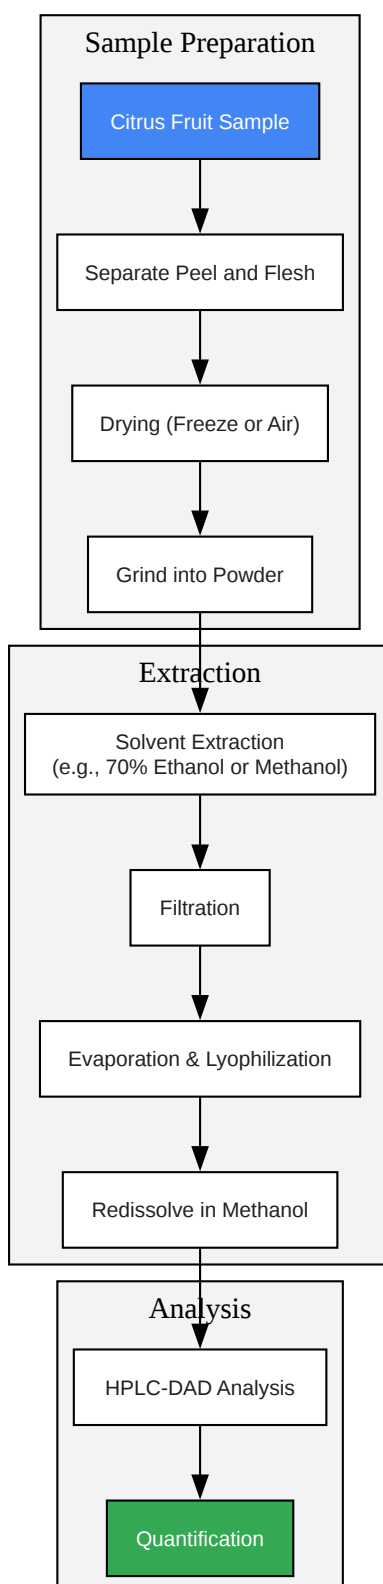 Sample Preparation
Citrus Fruit Sample
Separate Peel and Flesh
Drying (Freeze or Air)
Grind into Powder
Extraction
Solvent Extraction
(e.g., 70% Ethanol or Methanol)
Filtration
Evaporation & Lyophilization
Redissolve in Methanol
Analysis
HPLC-DAD Analysis
Quantification